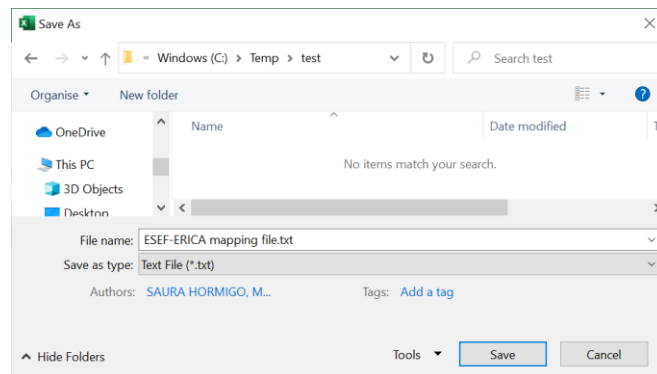 Save As
« Windows (C:) > Temp > test
Search test
Organise
New folder
?
OneDrive
This PC
3D Objects
Desktop
Name
Date modified
No items match your search.
File name: ESEF-ERICA mapping file.txt
Save as type: Text File (*.txt)
Authors: SAURA HORMIGO, M...
Tags: Add a tag
Hide Folders
Tools
Save
Cancel